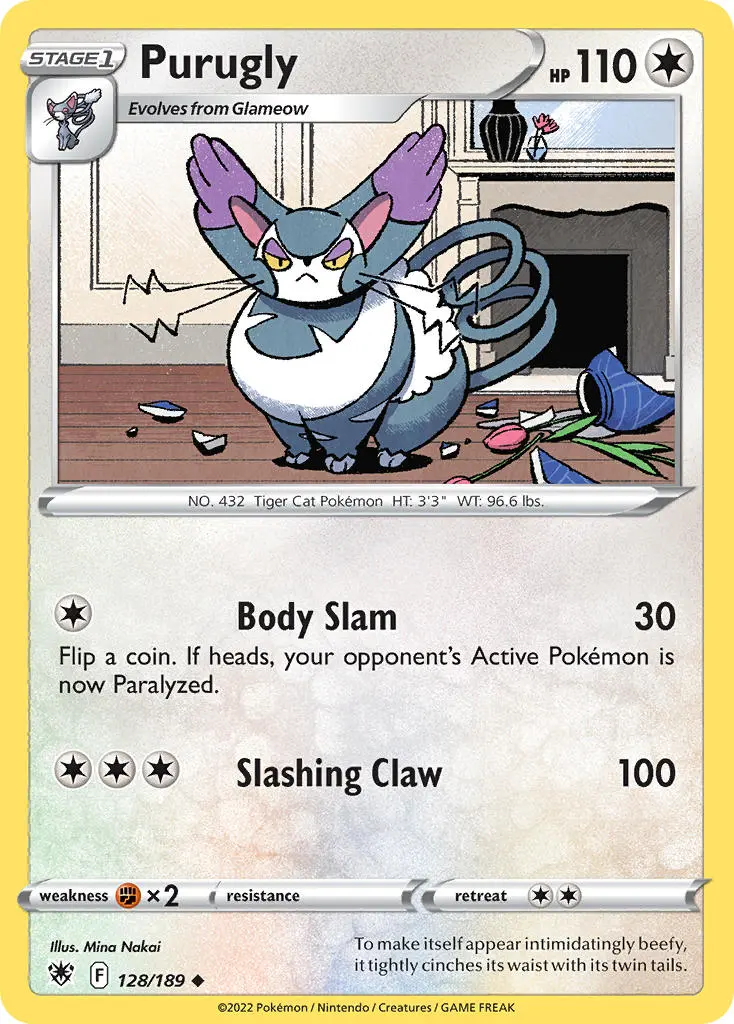 STAGE 1
Purugly
HP 110
Evolves from Glameow
NO. 432 Tiger Cat Pokémon HT: 3'3" WT: 96.6 lbs.
Body Slam 30
Flip a coin. If heads, your opponent's Active Pokémon is
now Paralyzed.
Slashing Claw 100
weakness ×2 resistance retreat
Illus. Mina Nakai
To make itself appear intimidatingly beefy,
it tightly cinches its waist with its twin tails.
F 128/189
©2022 Pokémon / Nintendo / Creatures / GAME FREAK